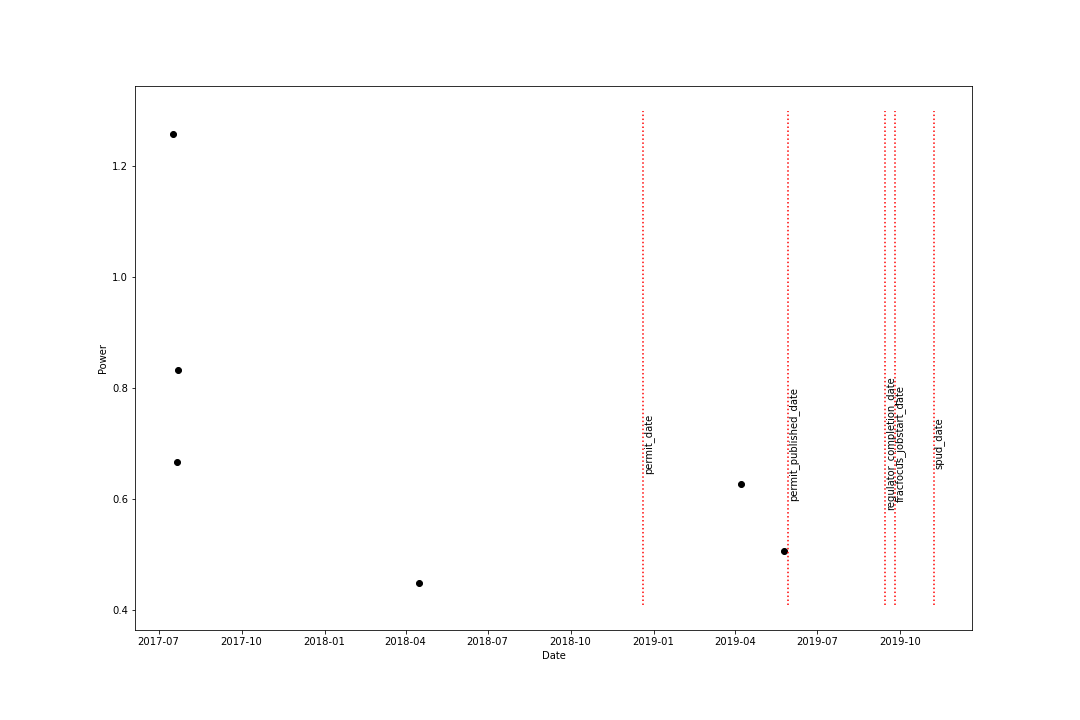 Power
1.2
1.0
0.8
0.6
0.4
permit_date
permit_published_date
regulator_completion_date
fracfocus_jobstart_date
spud_date
2017-07 2017-10 2018-01 2018-04 2018-07 2018-10 2019-01 2019-04 2019-07 2019-10
Date